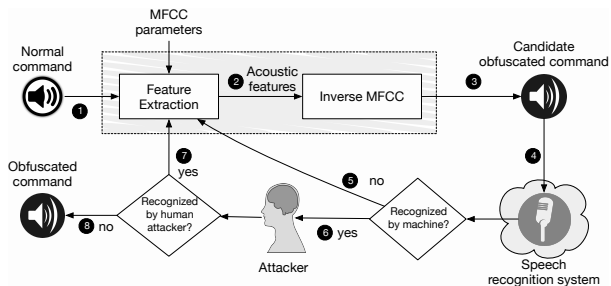 MFCC
parameters
Normal
command
1
Feature
Extraction
2
Acoustic
features
Inverse MFCC
3
Candidate
obfuscated command
4
Speech
recognition system
Recognized
by machine?
5
no
6
yes
Attacker
Recognized
by human
attacker?
7
yes
8
no
Obfuscated
command